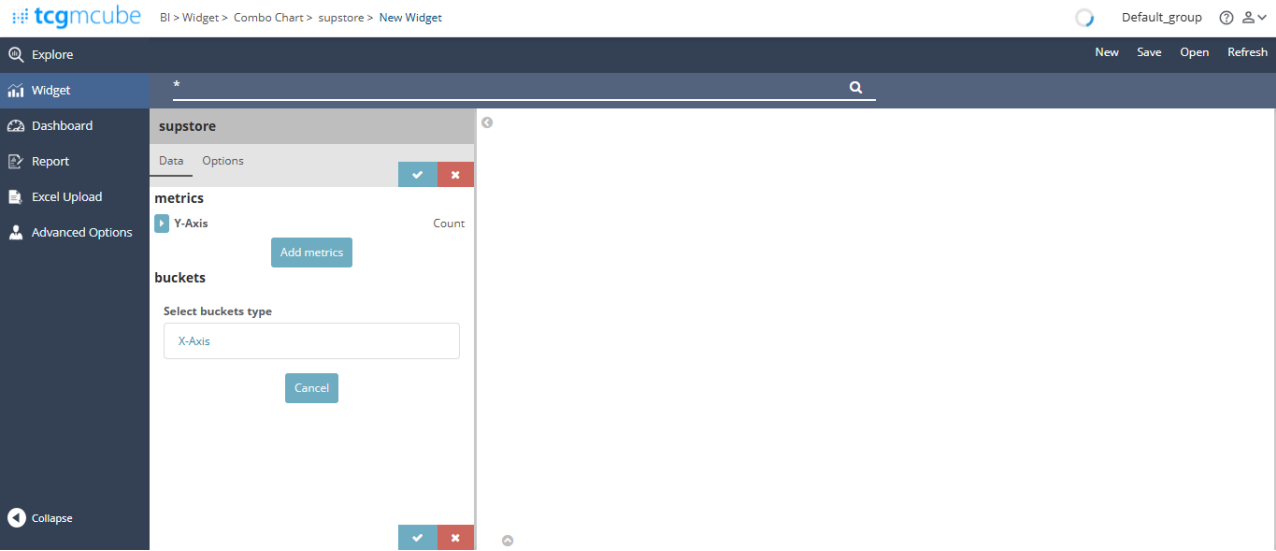 tcgmcube
BI > Widget > Combo Chart > supstore > New Widget
Default_group
Explore
New Save Open Refresh
Widget
*
Dashboard
supstore
Report
Data Options
Excel Upload
metrics
Y-Axis Count
Advanced Options
Add metrics
buckets
Select buckets type
X-Axis
Cancel
Collapse